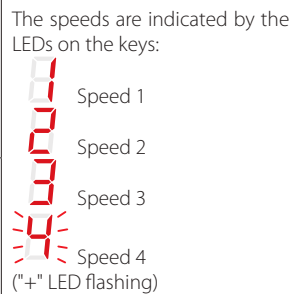 The speeds are indicated by the
LEDs on the keys:
1 Speed 1
2 Speed 2
3 Speed 3
4 Speed 4
("+" LED flashing)